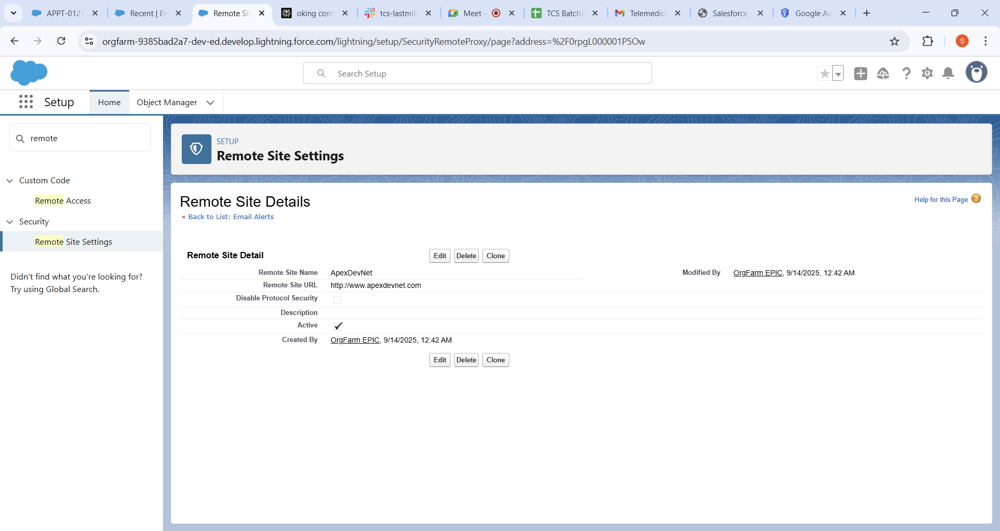 APPT-0121
Recent | En
Remote Sit
oking com
tcs-lastmile
Meet –
TCS Batch3
Telemedici
Salesforce
Google Au
orgfarm-9385bad2a7-dev-ed.develop.lightning.force.com/lightning/setup/SecurityRemoteProxy/page?address=%2F0rpgL000001P5Ow
S
Search Setup
Setup
Home
Object Manager
remote
SETUP
Remote Site Settings
Custom Code
Remote Access
Security
Remote Site Settings
Didn't find what you're looking for?
Try using Global Search.
Remote Site Details
Help for this Page
« Back to List: Email Alerts
Remote Site Detail
Edit
Delete
Clone
Remote Site Name ApexDevNet
Modified By OrgFarm EPIC, 9/14/2025, 12:42 AM
Remote Site URL http://www.apexdevnet.com
Disable Protocol Security
Description
Active
Created By OrgFarm EPIC, 9/14/2025, 12:42 AM
Edit
Delete
Clone